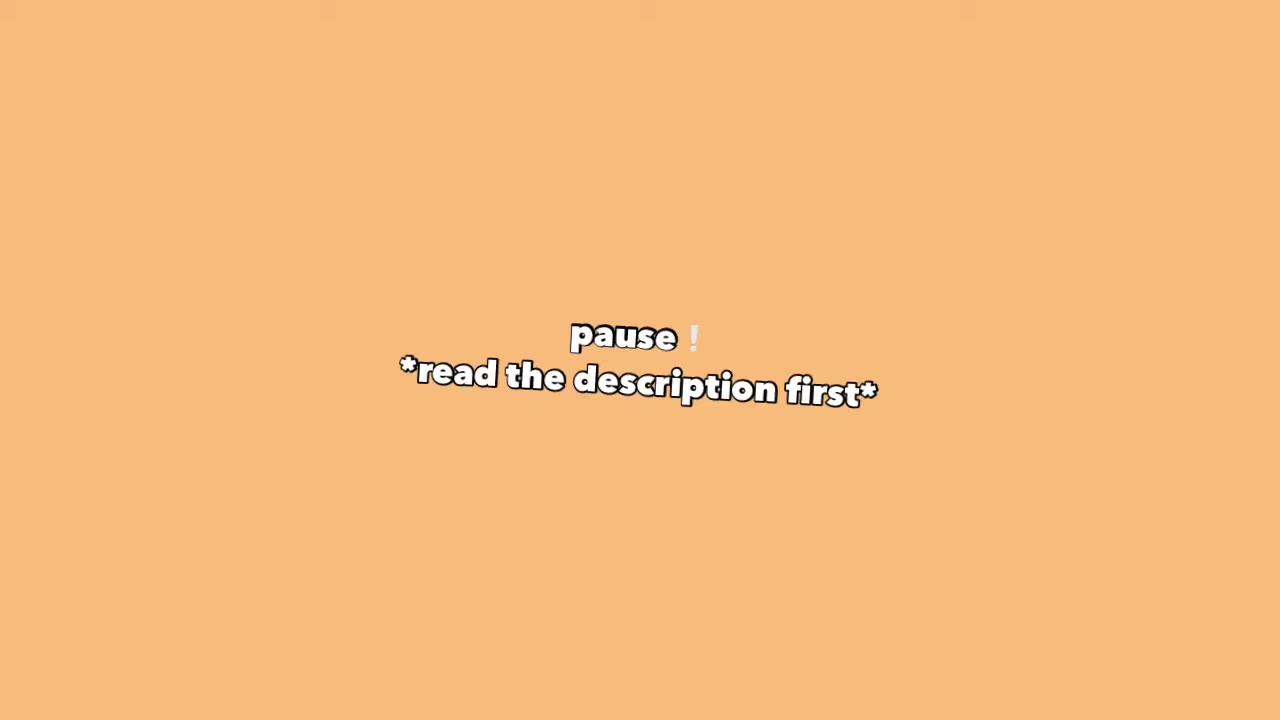 pause❕
*read the description first*